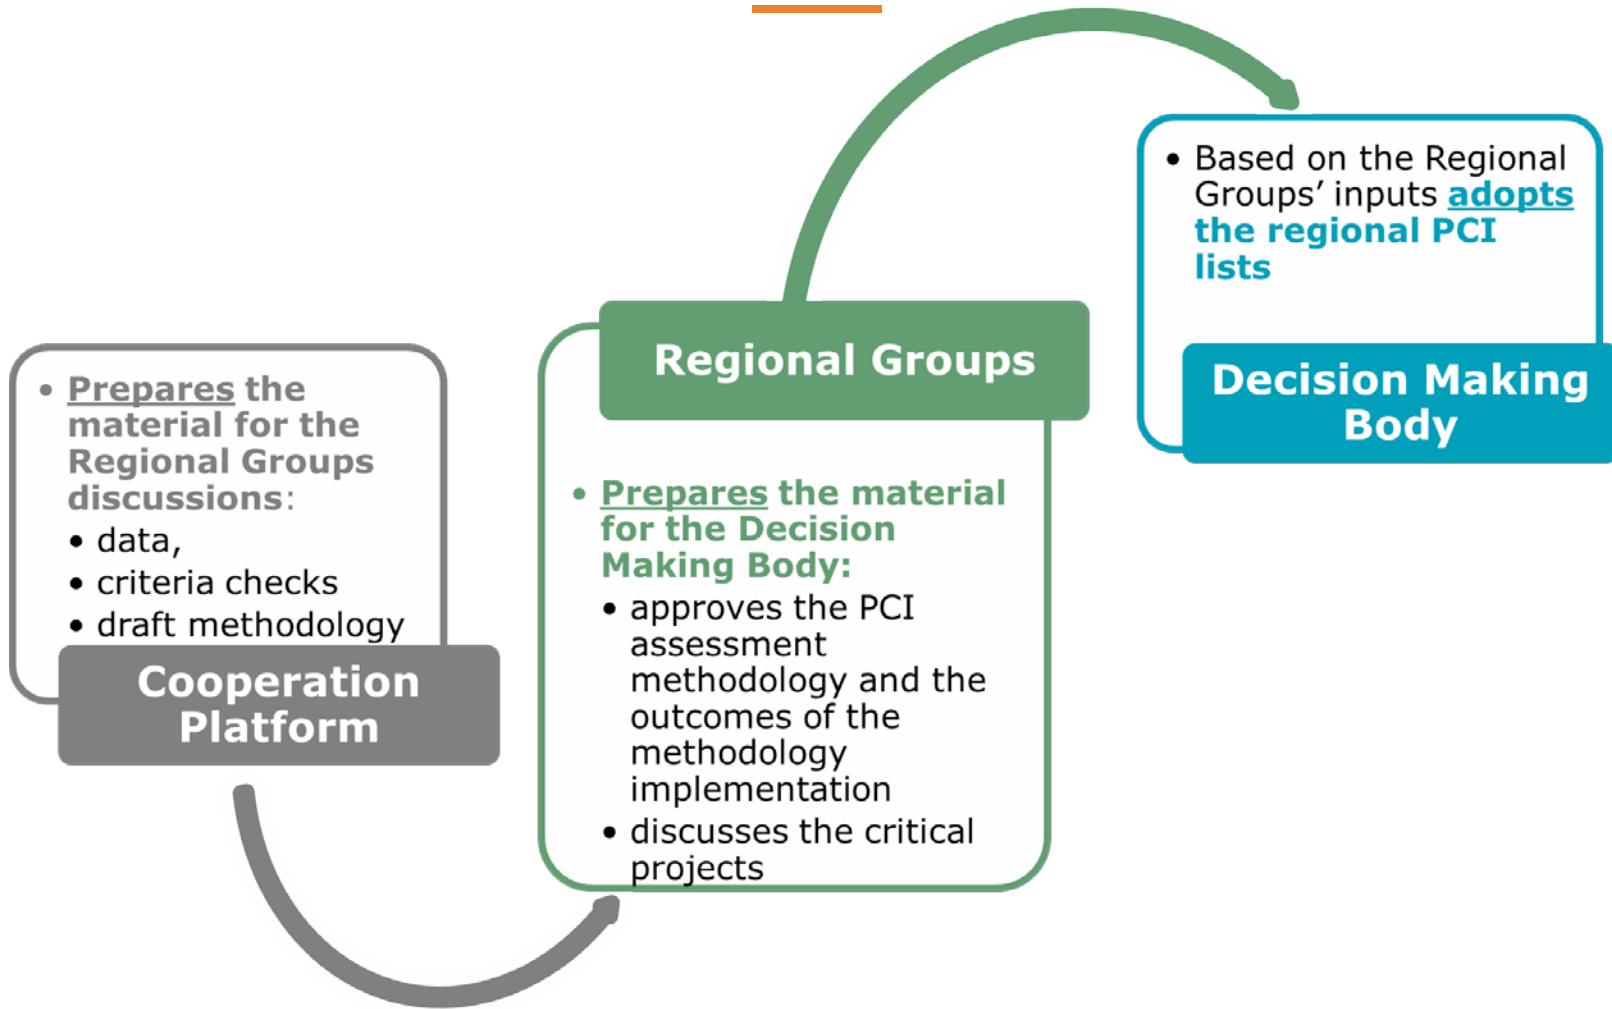 • Prepares the
material for the
Regional Groups
discussions:
• data,
• criteria checks
• draft methodology
Cooperation
Platform
Regional Groups
• Prepares the material
for the Decision
Making Body:
• approves the PCI
assessment
methodology and the
outcomes of the
methodology
implementation
• discusses the critical
projects
• Based on the Regional
Groups’ inputs adopts
the regional PCI
lists
Decision Making
Body